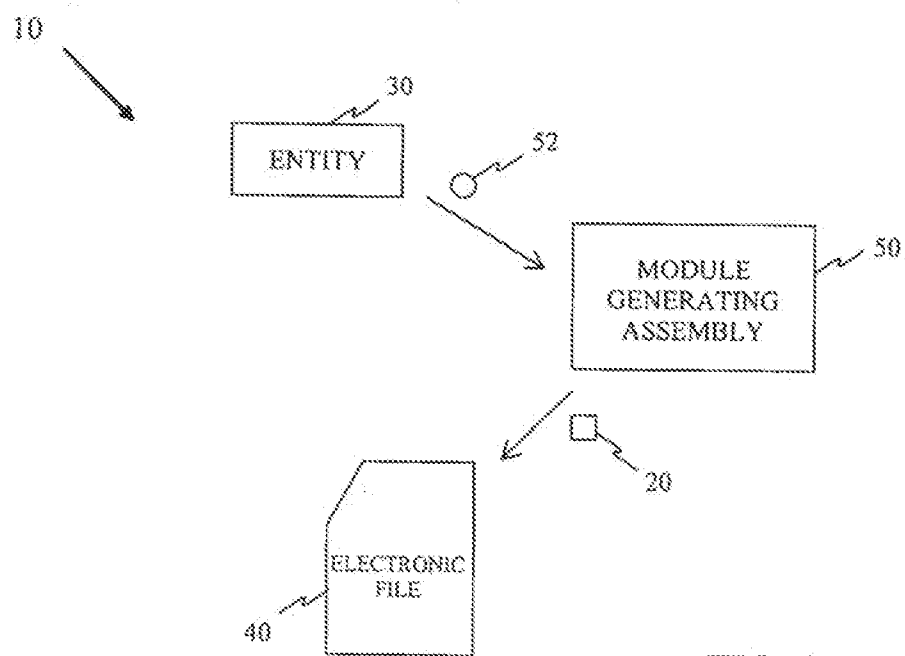 10
30
ENTITY
52
50
MODULE
GENERATING
ASSEMBLY
20
ELECTRONIC
FILE
40